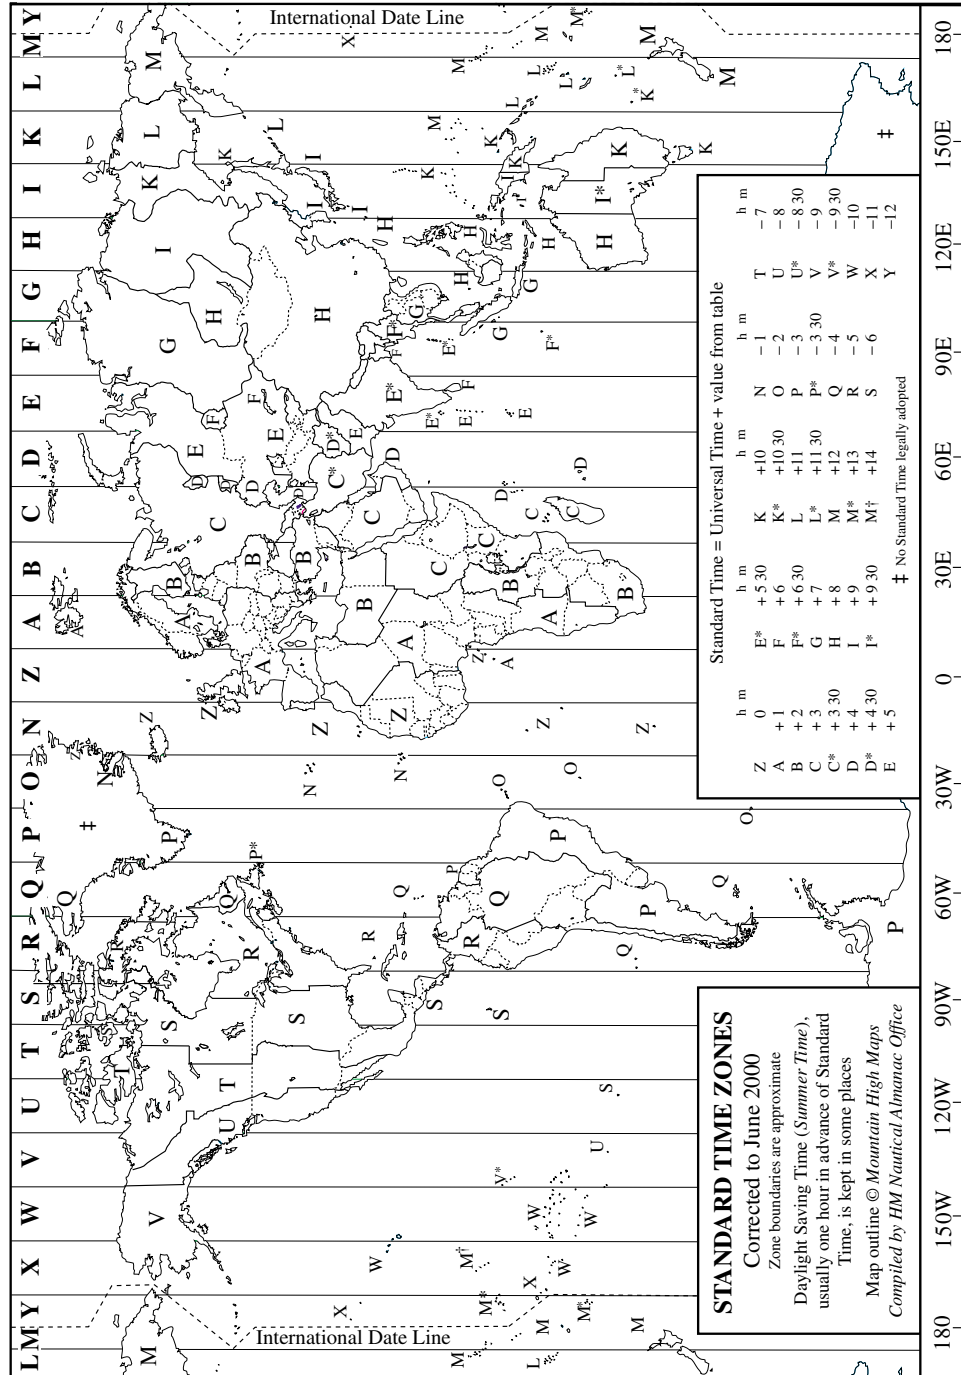 L M Y X W V U T S R Q P O N Z A B C D E F G H I K L M Y
International Date Line
International Date Line
STANDARD TIME ZONES
Corrected to June 2000
Zone boundaries are approximate
Daylight Saving Time (Summer Time),
usually one hour in advance of Standard
Time, is kept in some places
Map outline © Mountain High Maps
Compiled by HM Nautical Almanac Office
Standard Time = Universal Time + value from table
h m h m h m h m h m
Z 0 E* + 5 30 K +10 N − 1 T − 7
A + 1 F + 6 K* +10 30 O − 2 U − 8
B + 2 F* + 6 30 L +11 P − 3 U* − 8 30
C + 3 G + 7 L* +11 30 P* − 3 30 V − 9
C* + 3 30 H + 8 M +12 Q − 4 V* − 9 30
D + 4 I + 9 M* +13 R − 5 W −10
D* + 4 30 I* + 9 30 M† +14 S − 6 X −11
E + 5 Y −12
‡ No Standard Time legally adopted
180 150W 120W 90W 60W 30W 0 30E 60E 90E 120E 150E 180